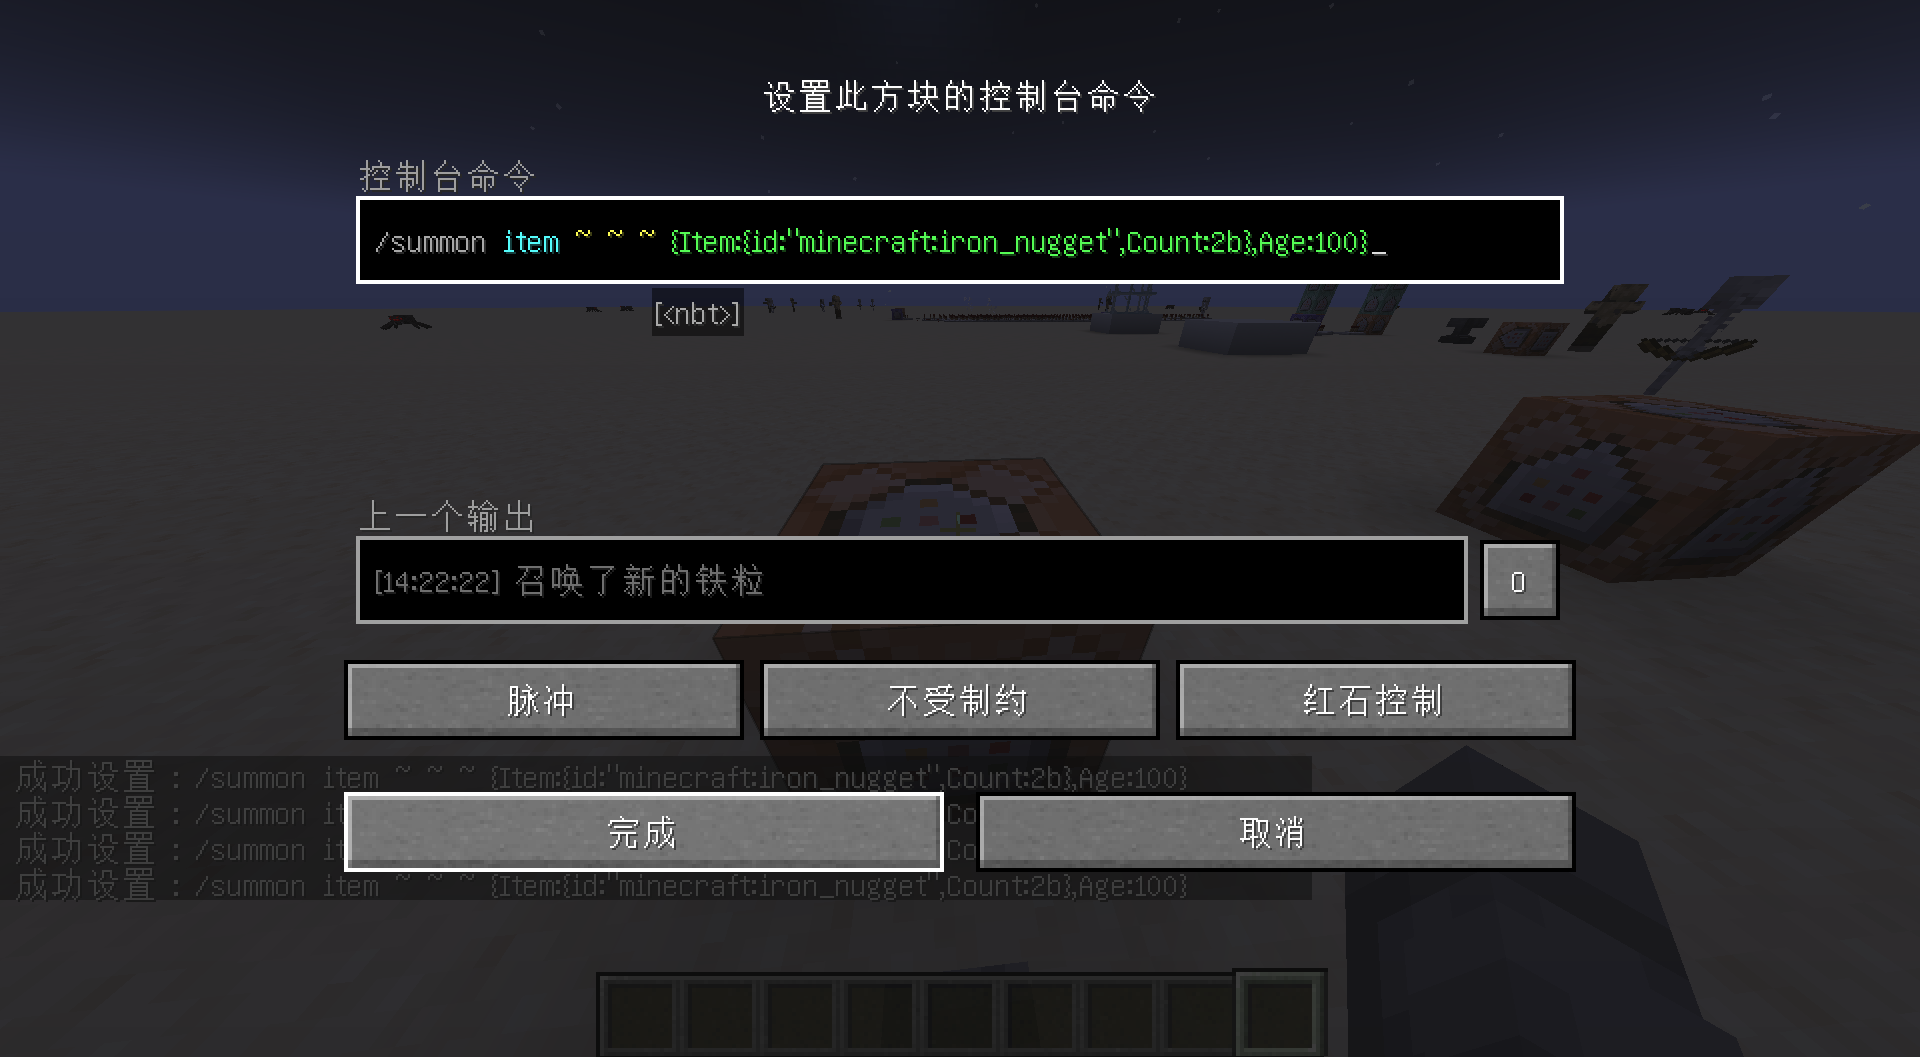 设置此方块的控制台命令
控制台命令
/summon item ~ ~ ~ {Item:{id:"minecraft:iron_nugget",Count:2b},Age:100}_
[<nbt>]
上一个输出
[14:22:22] 召唤了新的铁粒
0
脉冲
不受制约
红石控制
成功设置：/summon item ~ ~ ~ {Item:{id:"minecraft:iron_nugget",Count:2b},Age:100}
成功设置：/summon it
Co
成功设置：/summon it
Co
完成
取消
成功设置：/summon item ~ ~ ~ {Item:{id:"minecraft:iron_nugget",Count:2b},Age:100}